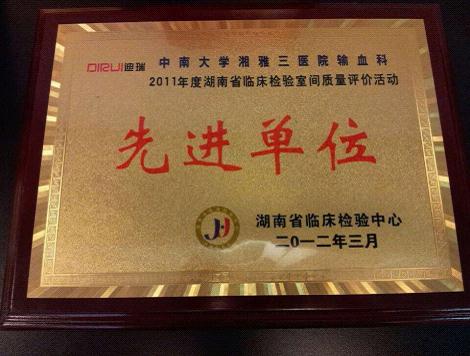 DIRUI迪瑞 中南大学湘雅三医院输血科
2011年度湖南省临床检验室间质量评价活动
先进单位
湖南省临床检验中心
二〇一二年三月